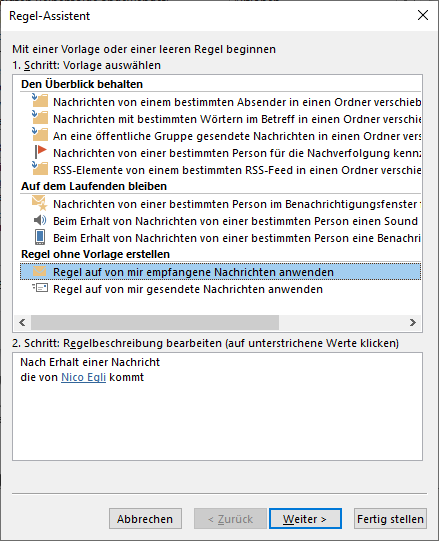 Regel-Assistent
Mit einer Vorlage oder einer leeren Regel beginnen
1. Schritt: Vorlage auswählen
Den Überblick behalten
Nachrichten von einem bestimmten Absender in einen Ordner verschieb
Nachrichten mit bestimmten Wörtern im Betreff in einen Ordner verschie
An eine öffentliche Gruppe gesendete Nachrichten in einen Ordner vers
Nachrichten von einer bestimmten Person für die Nachverfolgung kennz
RSS-Elemente von einem bestimmten RSS-Feed in einen Ordner verschie
Auf dem Laufenden bleiben
Nachrichten von einer bestimmten Person im Benachrichtigungsfenster
Beim Erhalt von Nachrichten von einer bestimmten Person einen Sound
Beim Erhalt von Nachrichten von einer bestimmten Person eine Benachri
Regel ohne Vorlage erstellen
Regel auf von mir empfangene Nachrichten anwenden
Regel auf von mir gesendete Nachrichten anwenden
2. Schritt: Regelbeschreibung bearbeiten (auf unterstrichene Werte klicken)
Nach Erhalt einer Nachricht
die von Nico Egli kommt
Abbrechen < Zurück Weiter > Fertig stellen